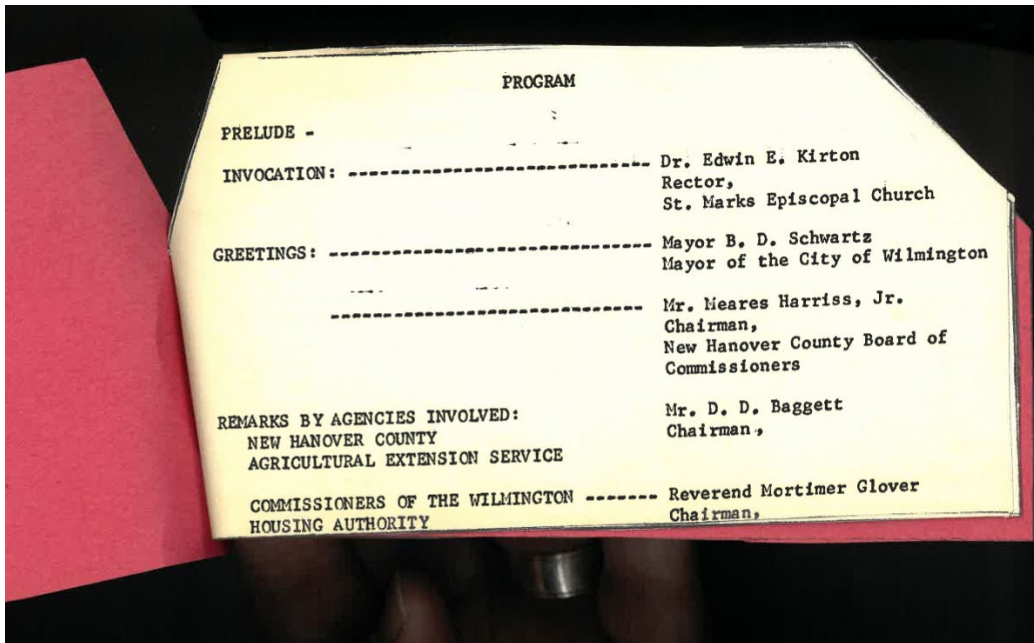 PROGRAM
PRELUDE -
INVOCATION: ----------------------------- Dr. Edwin E. Kirton
Rector,
St. Marks Episcopal Church
GREETINGS: ------------------------------- Mayor B. D. Schwartz
Mayor of the City of Wilmington
------------------------------ Mr. Meares Harriss, Jr.
Chairman,
New Hanover County Board of
Commissioners
REMARKS BY AGENCIES INVOLVED: Mr. D. D. Baggett
NEW HANOVER COUNTY Chairman,
AGRICULTURAL EXTENSION SERVICE
COMMISSIONERS OF THE WILMINGTON ------- Reverend Mortimer Glover
HOUSING AUTHORITY Chairman,